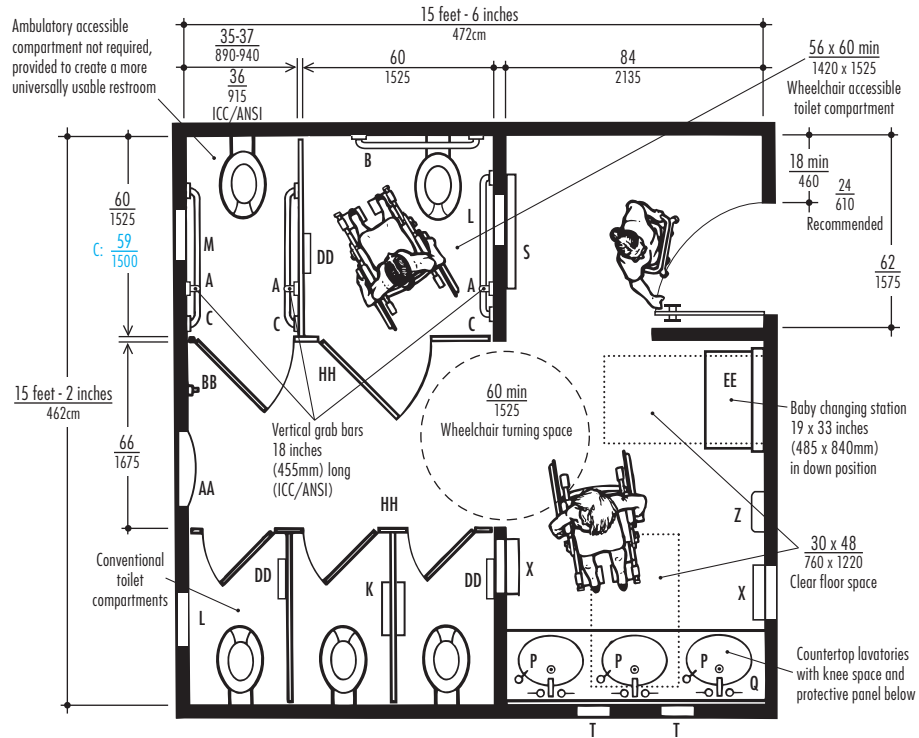 15 feet - 6 inches
472cm
Ambulatory accessible
compartment not required,
provided to create a more
universally usable restroom
35-37
890-940
36
915
ICC/ANSI
60
1525
84
2135
56 x 60 min
1420 x 1525
Wheelchair accessible
toilet compartment
18 min
460
24
610
Recommended
62
1575
60
1525
C: 59
1500
B
M
A
C
DD
A
C
L
A
C
S
15 feet - 2 inches
462cm
66
1675
BB
AA
HH
Vertical grab bars
18 inches
(455mm) long
(ICC/ANSI)
HH
60 min
1525
Wheelchair turning space
EE
Baby changing station
19 x 33 inches
(485 x 840mm)
in down position
Z
30 x 48
760 x 1220
Clear floor space
X
X
Conventional
toilet
compartments
L
DD
K
DD
P
P
P
Q
Countertop lavatories
with knee space and
protective panel below
T
T